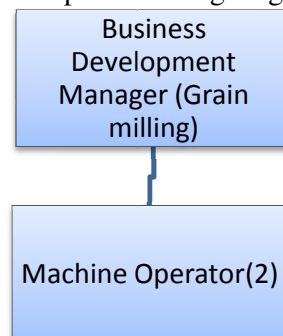 Business
Development
Manager (Grain
milling)
Machine Operator(2)